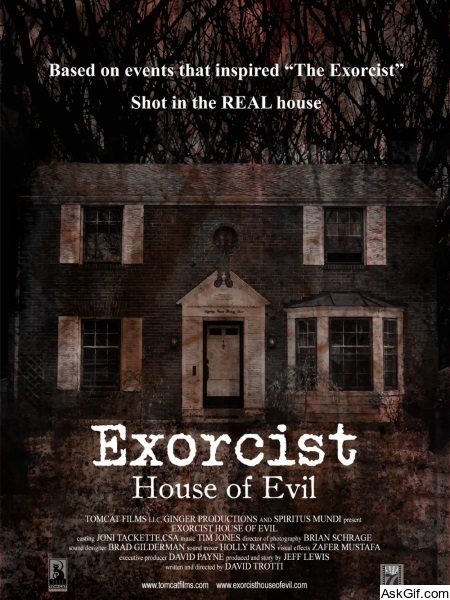 Based on events that inspired “The Exorcist”
Shot in the REAL house
Exorcist
House of Evil
TOMCAT FILMS LLC, GINGER PRODUCTIONS AND SPIRITUS MUNDI present
EXORCIST HOUSE OF EVIL
casting JONI TACKETTE,CSA music TIM JONES director of photography BRIAN SCHRAGE
sound designer BRAD GILDERMAN sound mixer HOLLY RAINS visual effects ZAFER MUSTAFA
executive producer DAVID PAYNE produced and story by JEFF LEWIS
written and directed by DAVID TROTTI
www.tomcatfilms.com www.exorcisthouseofevil.com
AskGif.com